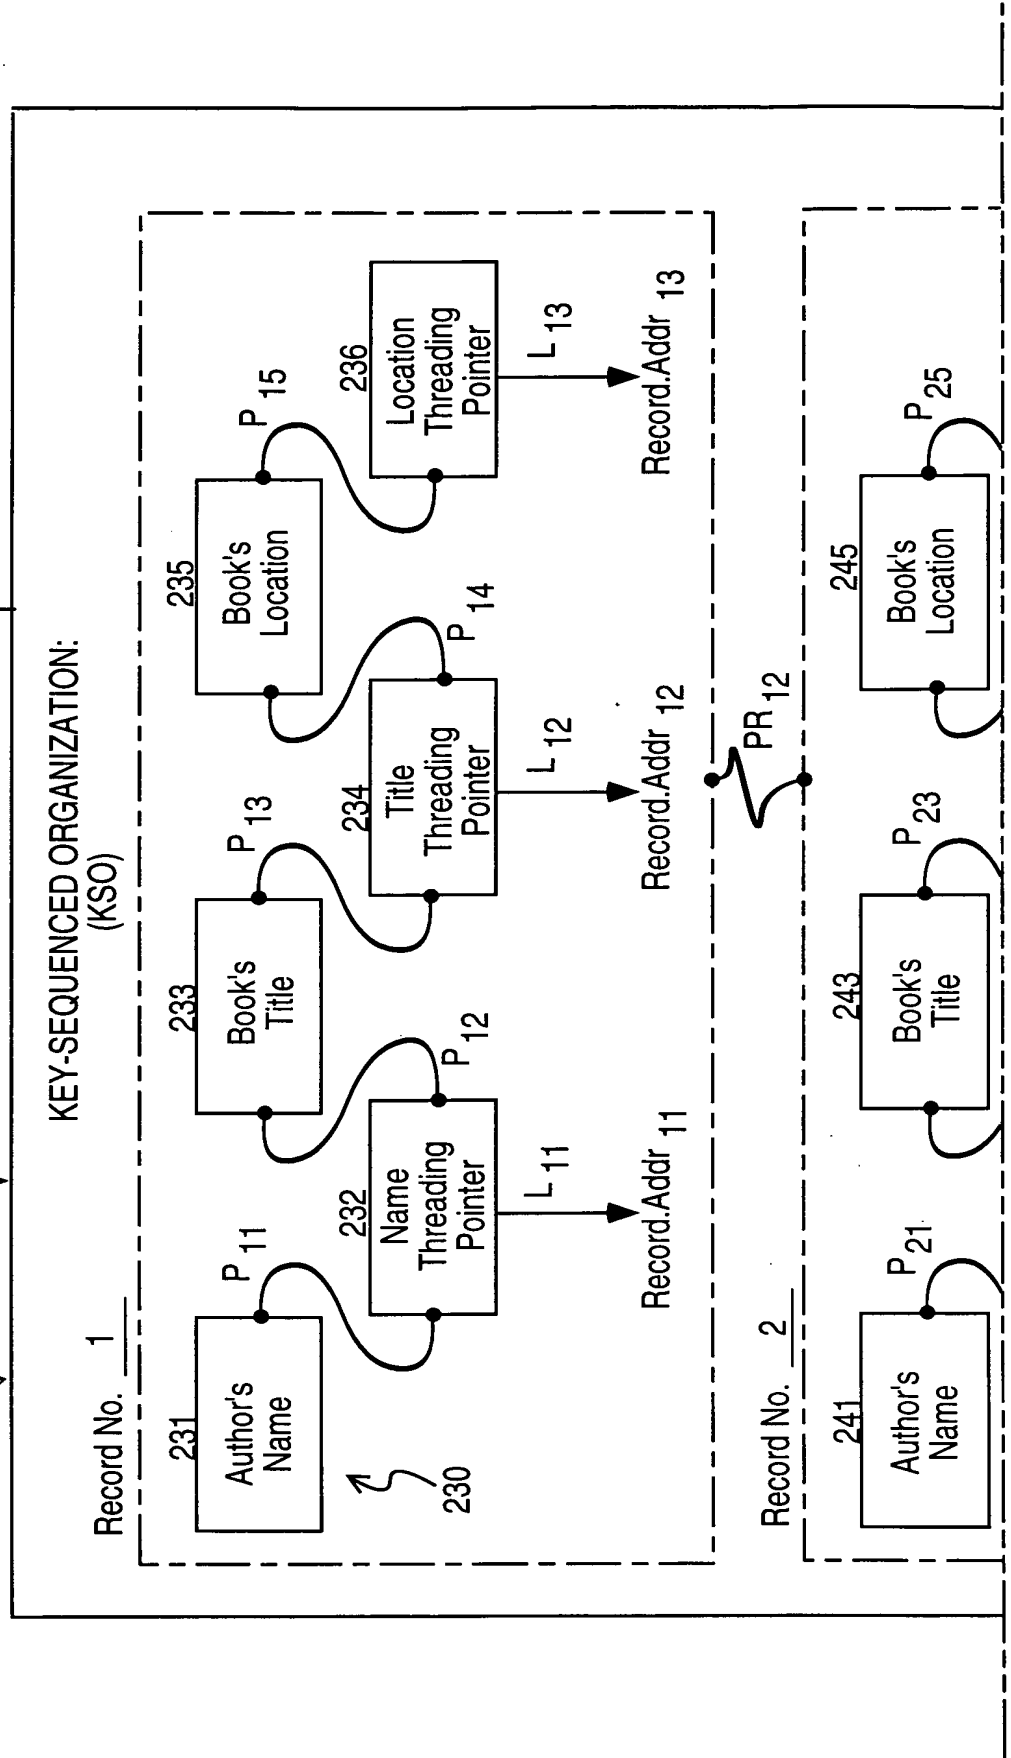 KEY-SEQUENCED ORGANIZATION:
(KSO)
Record No. 1
231
Author's
Name
P 11
232
Name
Threading
Pointer
L 11
Record.Addr 11
P 12
233
Book's
Title
P 13
234
Title
Threading
Pointer
L 12
Record.Addr 12
P 14
235
Book's
Location
P 15
236
Location
Threading
Pointer
L 13
Record.Addr 13
230
PR 12
Record No. 2
241
Author's
Name
P 21
243
Book's
Title
P 23
245
Book's
Location
P 25